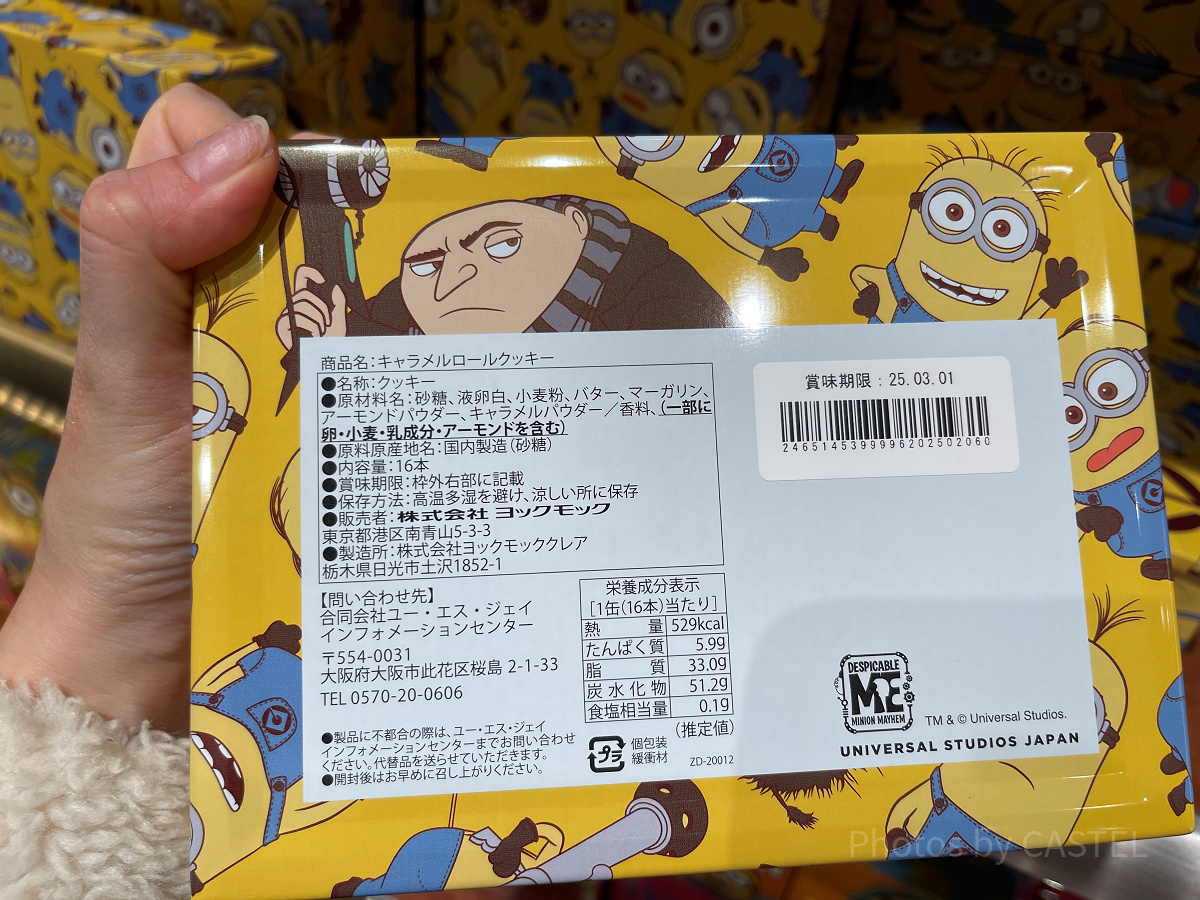 商品名：キャラメルロールクッキー
●名称：クッキー
●原材料名：砂糖、液卵白、小麦粉、バター、マーガリン、
アーモンドパウダー、キャラメルパウダー／香料、（一部に
卵・小麦・乳成分・アーモンドを含む）
●原料原産地名：国内製造（砂糖）
●内容量：16本
●賞味期限：枠外右部に記載
●保存方法：高温多湿を避け、涼しい所に保存
●販売者：株式会社 ヨックモック
東京都港区南青山5-3-3
●製造所：株式会社ヨックモッククレア
栃木県日光市土沢1852-1
賞味期限：25.03.01
2465145399996202502060
【問い合わせ先】
合同会社ユー・エス・ジェイ
インフォメーションセンター
〒554-0031
大阪府大阪市此花区桜島 2-1-33
TEL 0570-20-0606
●製品に不都合の際は、ユー・エス・ジェイ
インフォメーションセンターまでお問い合わせ
ください。代替品を送らせていただきます。
●開封後はお早めに召し上がりください。
栄養成分表示
［1缶（16本）当たり］
熱量 529kcal
たんぱく質 5.9g
脂質 33.0g
炭水化物 51.2g
食塩相当量 0.1g
（推定値）
プラ
個包装
緩衝材
ZD-20012
DESPICABLE
ME
MINION MAYHEM
TM & © Universal Studios.
UNIVERSAL STUDIOS JAPAN
Photos by CASTEL